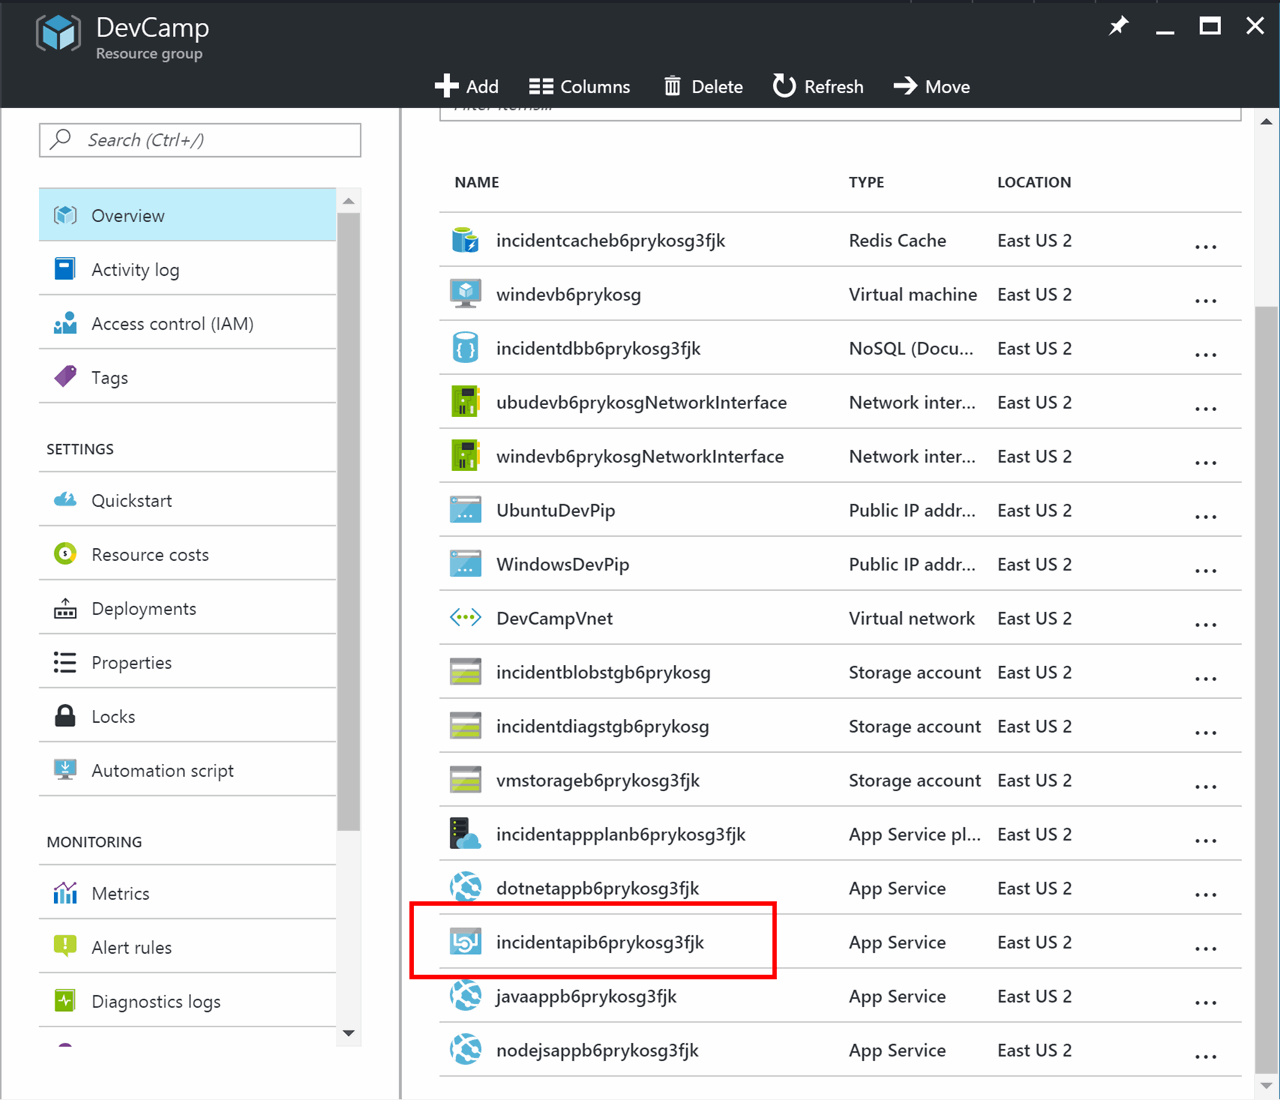 DevCamp
Resource group
Add Columns Delete Refresh Move
Filter items...
Search (Ctrl+/)
Overview
Activity log
Access control (IAM)
Tags
SETTINGS
Quickstart
Resource costs
Deployments
Properties
Locks
Automation script
MONITORING
Metrics
Alert rules
Diagnostics logs
NAME TYPE LOCATION
incidentcacheb6prykosg3fjk Redis Cache East US 2 ...
windevb6prykosg Virtual machine East US 2 ...
incidentdbb6prykosg3fjk NoSQL (Docu... East US 2 ...
ubudevb6prykosgNetworkInterface Network inter... East US 2 ...
windevb6prykosgNetworkInterface Network inter... East US 2 ...
UbuntuDevPip Public IP addr... East US 2 ...
WindowsDevPip Public IP addr... East US 2 ...
DevCampVnet Virtual network East US 2 ...
incidentblobstgb6prykosg Storage account East US 2 ...
incidentdiagstgb6prykosg Storage account East US 2 ...
vmstorageb6prykosg3fjk Storage account East US 2 ...
incidentappplanb6prykosg3fjk App Service pl... East US 2 ...
dotnetappb6prykosg3fjk App Service East US 2 ...
incidentapib6prykosg3fjk App Service East US 2 ...
javaappb6prykosg3fjk App Service East US 2 ...
nodejsappb6prykosg3fjk App Service East US 2 ...